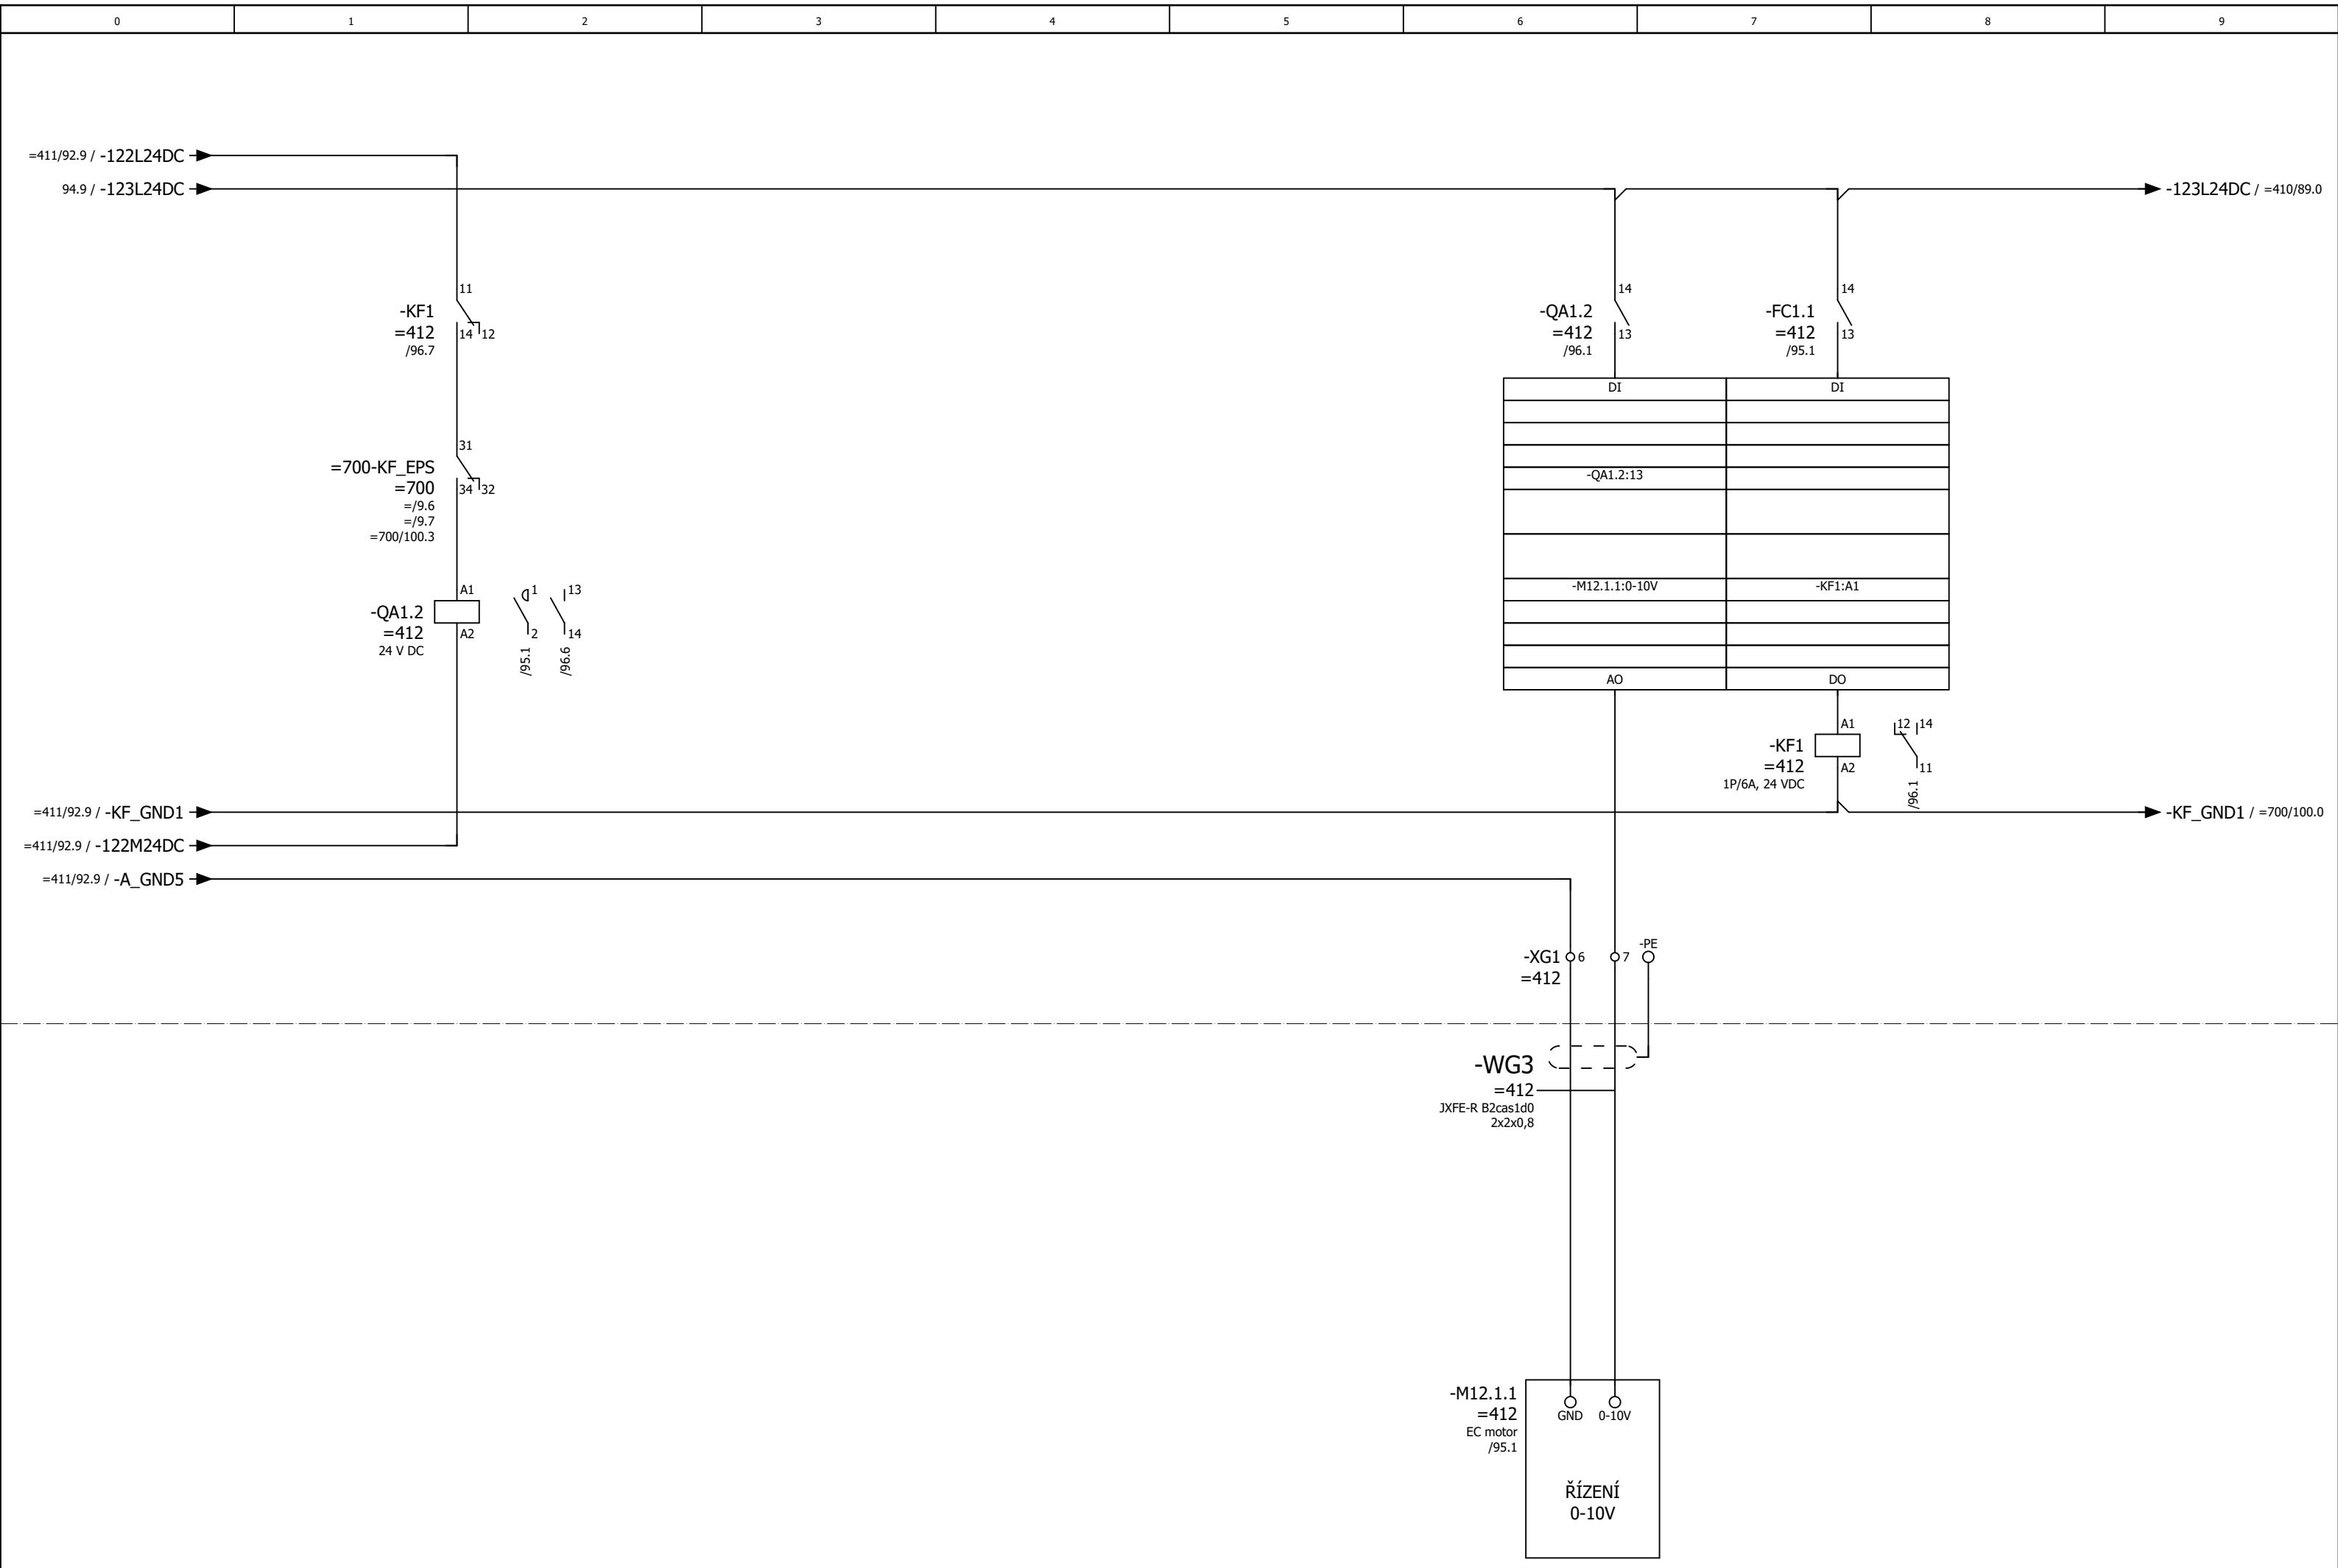 0 1 2 3 4 5 6 7 8 9
=411/92.9 / -122L24DC
94.9 / -123L24DC
-123L24DC / =410/89.0
11
-KF1
=412
/96.7
14 12
14
-QA1.2
=412
/96.1
13
14
-FC1.1
=412
/95.1
13
DI DI
-QA1.2:13
-M12.1.1:0-10V -KF1:A1
AO DO
31
=700-KF_EPS
=700
=/9.6
=/9.7
=700/100.3
34 32
A1
-QA1.2
=412
24 V DC
A2
1
2
/95.1
13
14
/96.6
A1
-KF1
=412
1P/6A, 24 VDC
A2
12 14
11
/96.1
=411/92.9 / -KF_GND1
-KF_GND1 / =700/100.0
=411/92.9 / -122M24DC
=411/92.9 / -A_GND5
-XG1 6 7 -PE
=412
-WG3
=412
JXFE-R B2cas1d0
2x2x0,8
-M12.1.1
=412
EC motor
/95.1
GND 0-10V
ŘÍZENÍ
0-10V